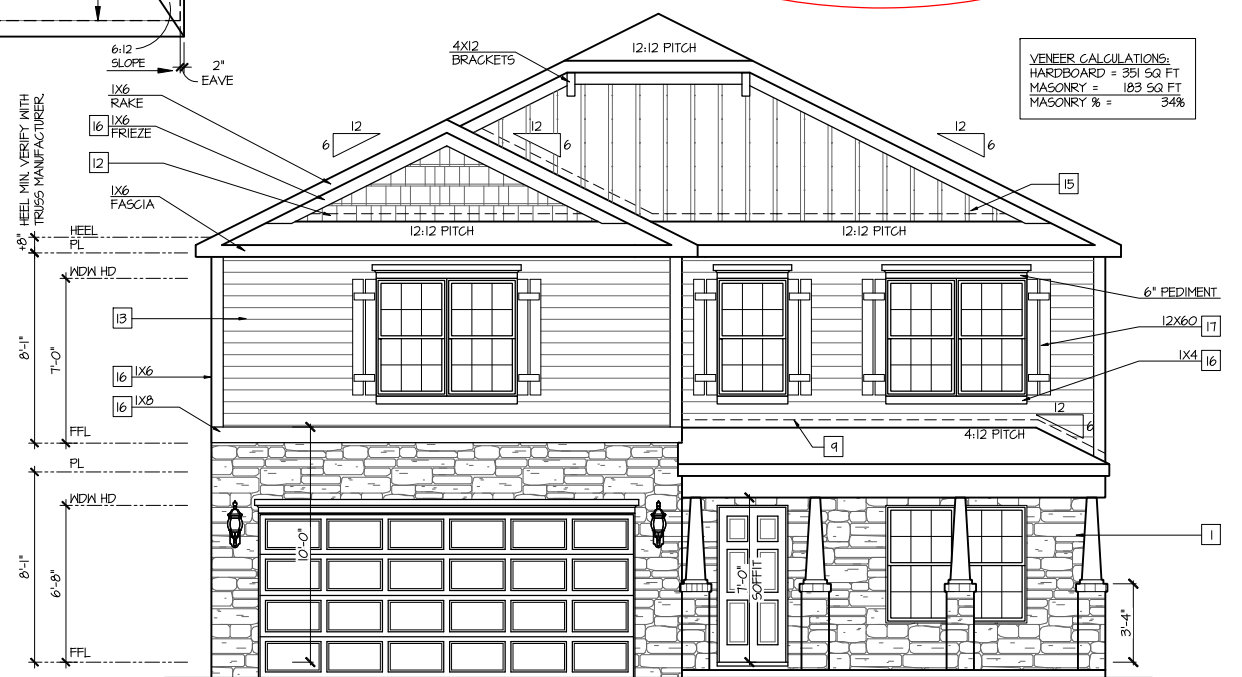 6:12
SLOPE
2"
EAVE
4X12
BRACKETS
12:12 PITCH
VENEER CALCULATIONS:
HARDBOARD = 351 SQ FT
MASONRY = 183 SQ FT
MASONRY % = 34%
+8" HEEL MIN. VERIFY WITH
TRUSS MANUFACTURER.
1X6
RAKE
16 1X6
FRIEZE
12
1X6
FASCIA
12
6
12
6
12
6
15
HEEL
PL
12:12 PITCH
12:12 PITCH
WDW HD
6" PEDIMENT
13
12X60 17
8'-1"
7'-0"
1X4 16
16 1X6
16 1X8
12
6
FFL
4:12 PITCH
9
PL
WDW HD
10'-0"
1
8'-1"
6'-8"
7'-0"
SOFFIT
3'-4"
FFL